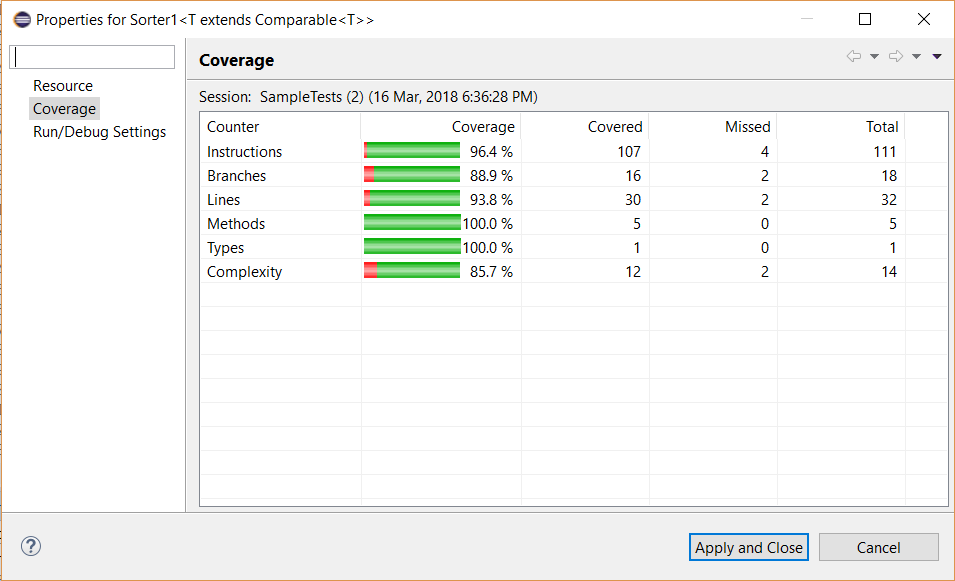 Properties for Sorter1<T extends Comparable<T>>
Resource
Coverage
Run/Debug Settings
Coverage
Session: SampleTests (2) (16 Mar, 2018 6:36:28 PM)
Counter Coverage Covered Missed Total
Instructions 96.4 % 107 4 111
Branches 88.9 % 16 2 18
Lines 93.8 % 30 2 32
Methods 100.0 % 5 0 5
Types 100.0 % 1 0 1
Complexity 85.7 % 12 2 14
? Apply and Close Cancel